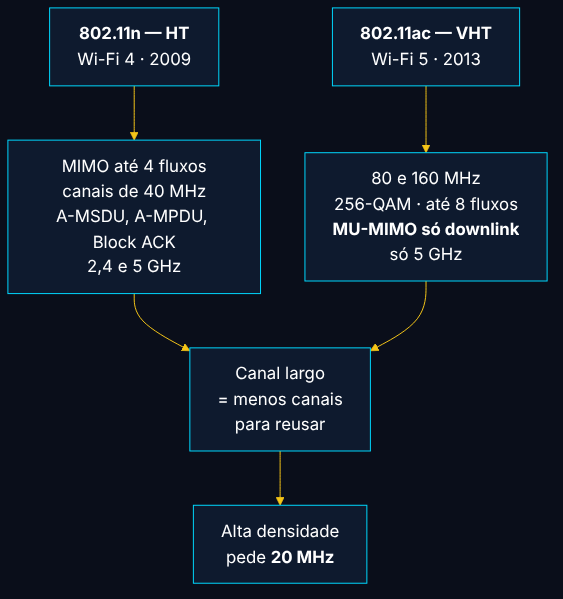 802.11n — HT
Wi-Fi 4 · 2009
802.11ac — VHT
Wi-Fi 5 · 2013
MIMO até 4 fluxos
canais de 40 MHz
A-MSDU, A-MPDU,
Block ACK
2,4 e 5 GHz
80 e 160 MHz
256-QAM · até 8 fluxos
MU-MIMO só downlink
só 5 GHz
Canal largo
= menos canais
para reusar
Alta densidade
pede 20 MHz